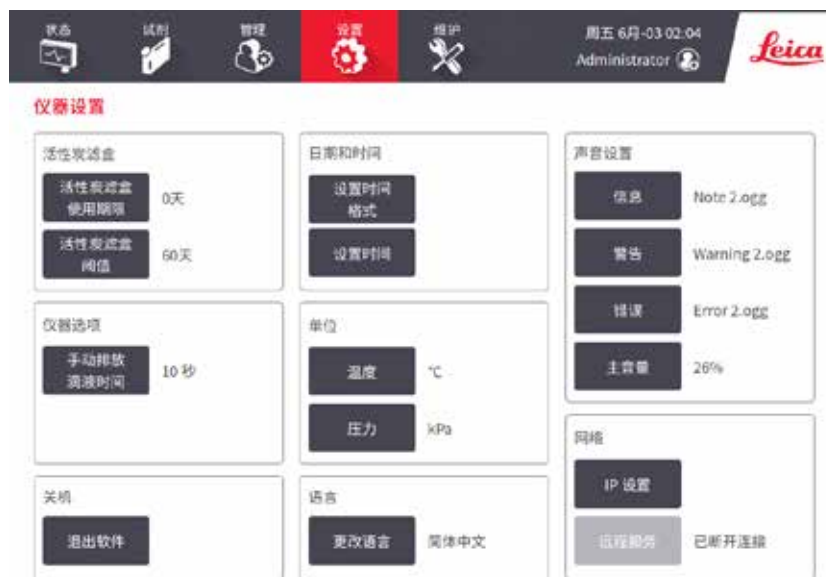 状态
试剂
管理
设置
维护
周五 6月-03 02:04
Administrator
Leica
仪器设置
活性炭滤盒
活性炭滤盒
使用期限
0天
活性炭滤盒
阈值
60天
日期和时间
设置时间
格式
设置时间
声音设置
信息
Note 2.ogg
警告
Warning 2.ogg
错误
Error 2.ogg
主音量
26%
仪器选项
手动排放
滴液时间
10 秒
单位
温度
℃
压力
kPa
网络
IP 设置
远程服务
已断开连接
关机
退出软件
语言
更改语言
简体中文